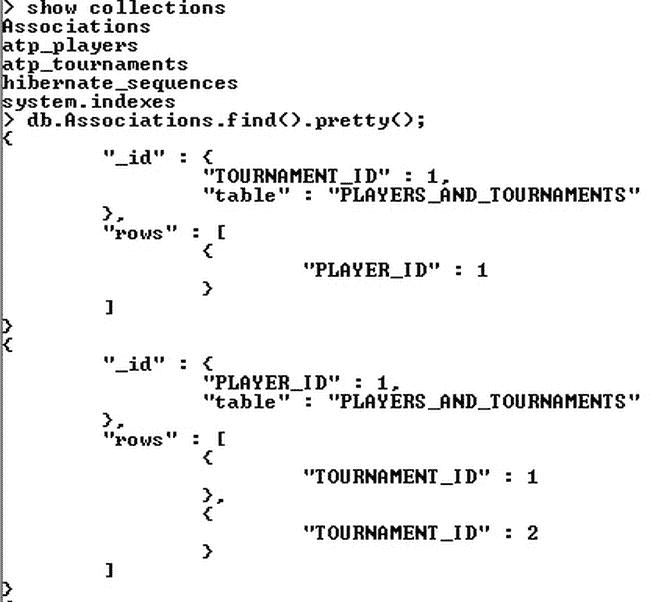 > show collections
Associations
atp_players
atp_tournaments
hibernate_sequences
system.indexes
> db.Associations.find().pretty();
{
        "_id" : {
                "TOURNAMENT_ID" : 1,
                "table" : "PLAYERS_AND_TOURNAMENTS"
        },
        "rows" : [
                {
                        "PLAYER_ID" : 1
                }
        ]
}
{
        "_id" : {
                "PLAYER_ID" : 1,
                "table" : "PLAYERS_AND_TOURNAMENTS"
        },
        "rows" : [
                {
                        "TOURNAMENT_ID" : 1
                },
                {
                        "TOURNAMENT_ID" : 2
                }
        ]
}